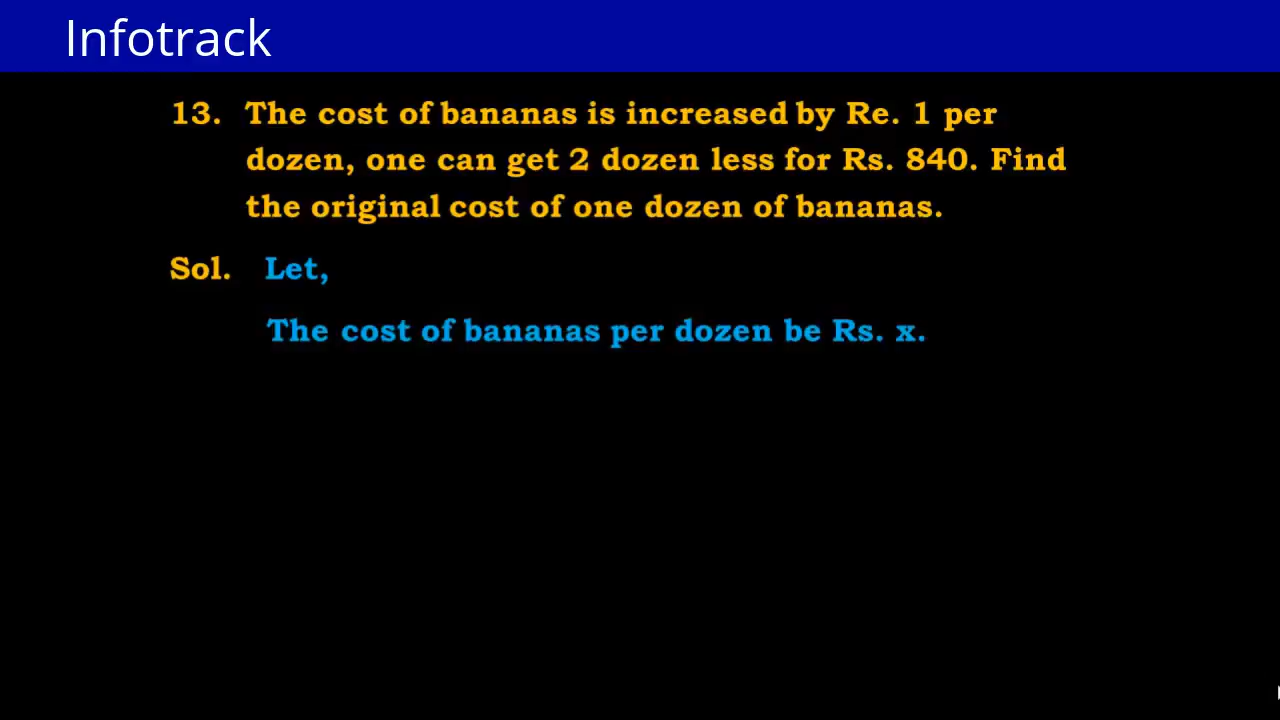 Infotrack
13. The cost of bananas is increased by Re. 1 per
dozen, one can get 2 dozen less for Rs. 840. Find
the original cost of one dozen of bananas.
Sol. Let,
The cost of bananas per dozen be Rs. x.